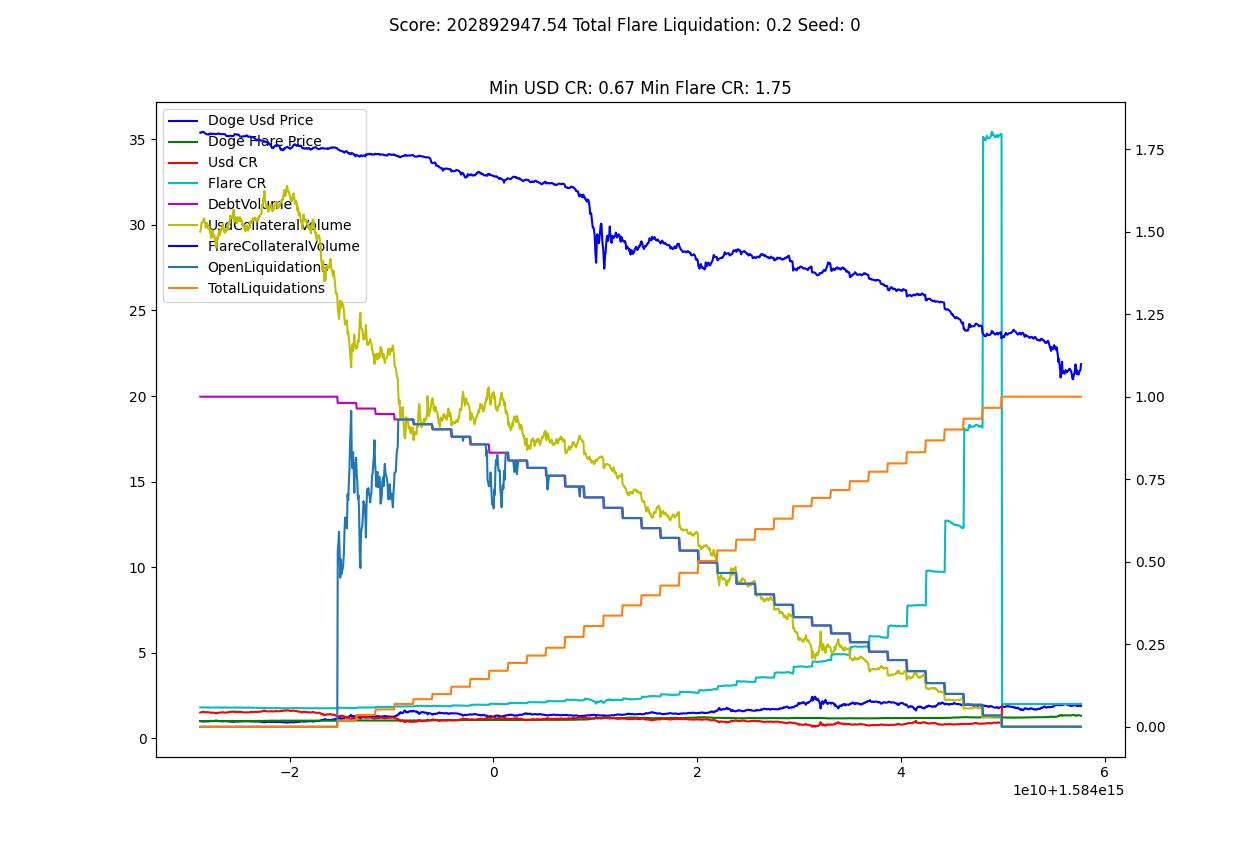 Score: 202892947.54 Total Flare Liquidation: 0.2 Seed: 0
Min USD CR: 0.67 Min Flare CR: 1.75
Doge Usd Price
Doge Flare Price
Usd CR
Flare CR
DebtVolume
UsdCollateralVolume
FlareCollateralVolume
OpenLiquidations
TotalLiquidations
35
30
25
20
15
10
5
0
1.75
1.50
1.25
1.00
0.75
0.50
0.25
0.00
−2 0 2 4 6
1e10+1.584e15